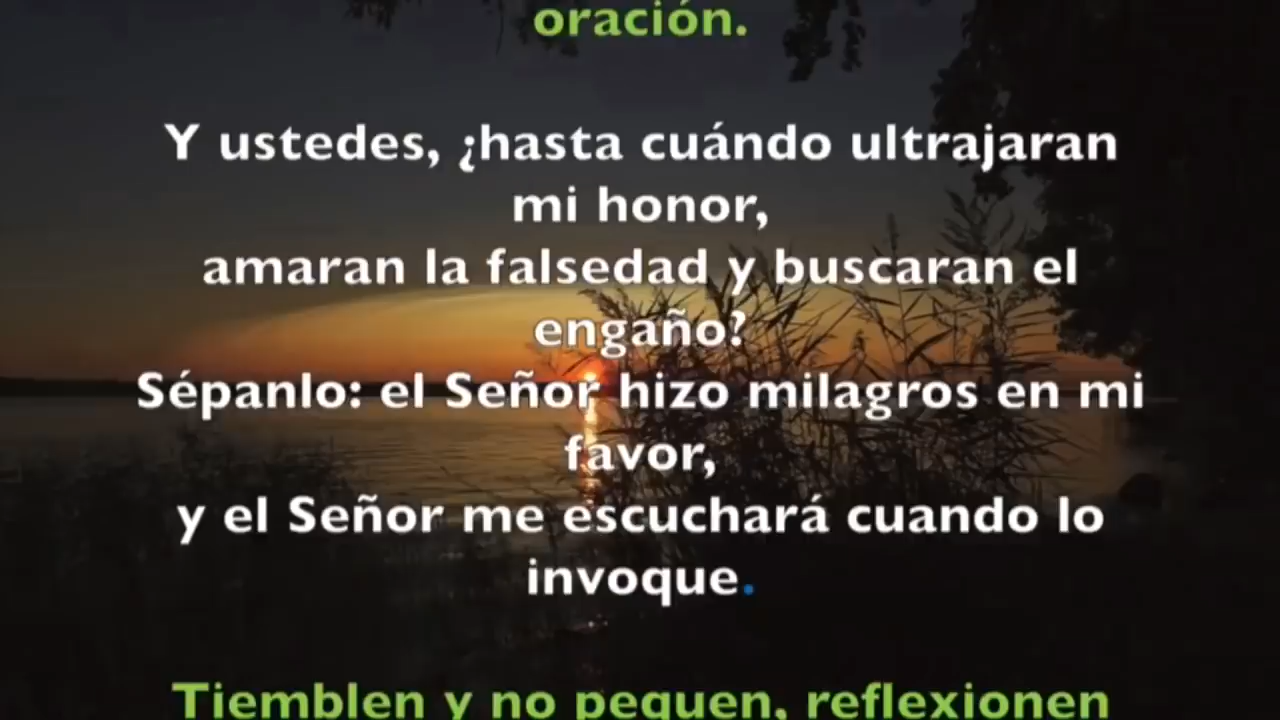 oración.
Y ustedes, ¿hasta cuándo ultrajaran
mi honor,
amaran la falsedad y buscaran el
engaño?
Sépanlo: el Señor hizo milagros en mi
favor,
y el Señor me escuchará cuando lo
invoque.
Tiemblen y no pequen, reflexionen